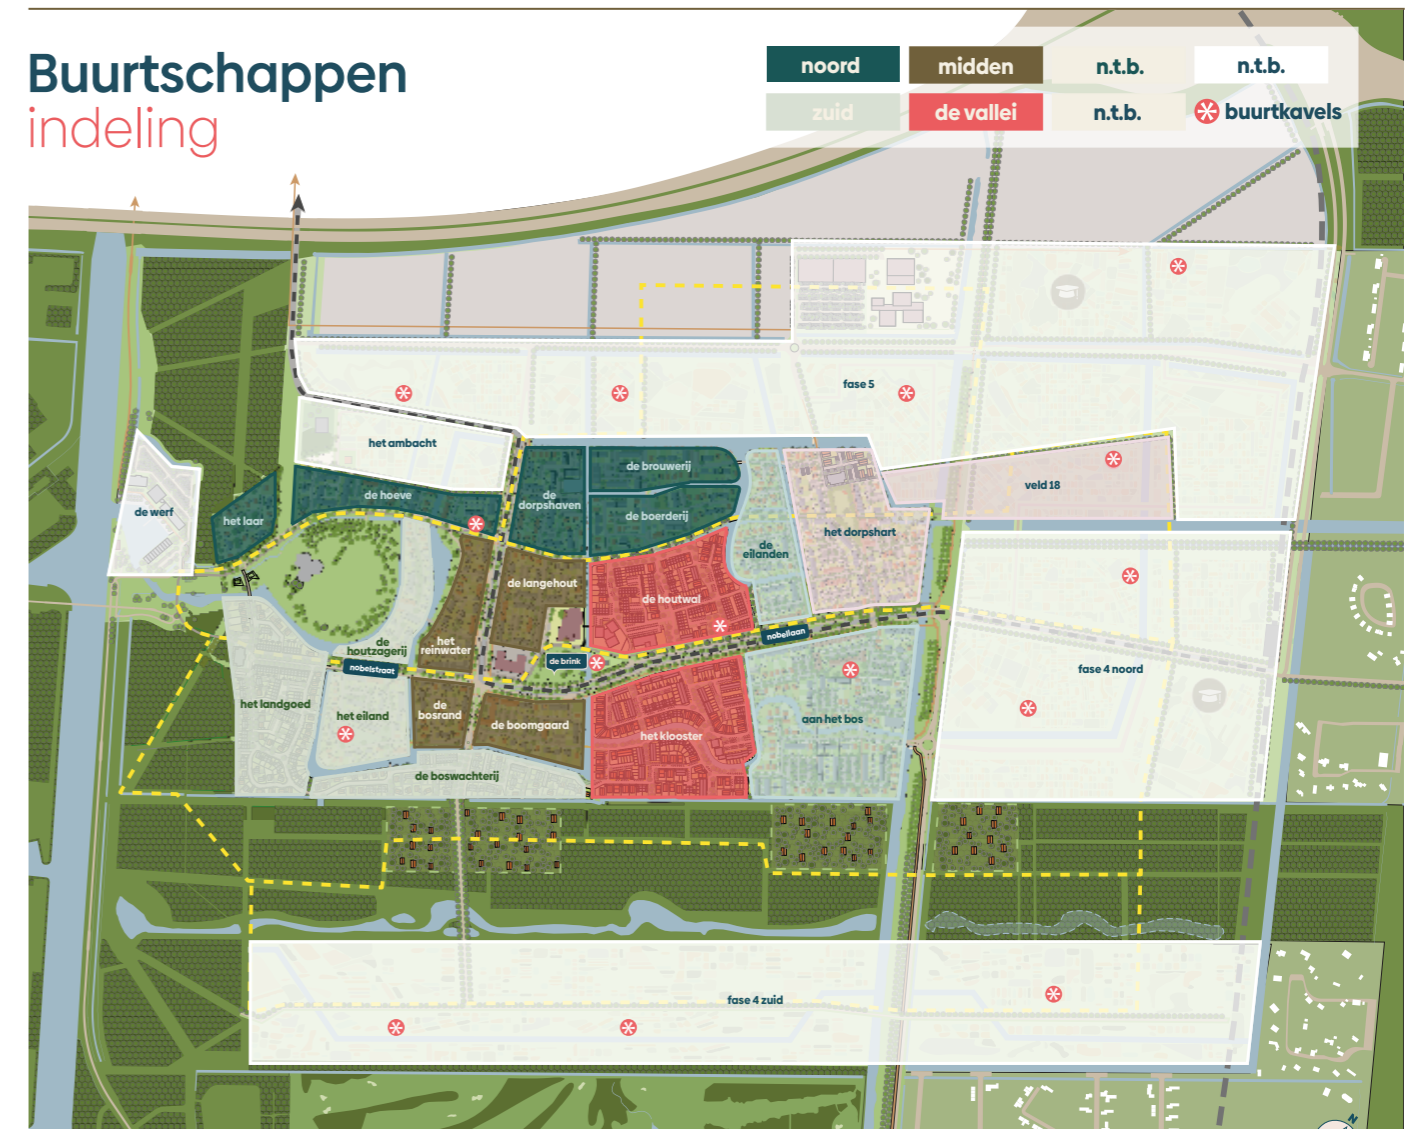 Buurtschappen
indeling
noord
midden
n.t.b.
n.t.b.
zuid
de vallei
n.t.b.
buurtkavels
fase 5
het ambacht
de brouwerij
de hoeve
de
dorpshaven
veld 18
de werf
het laar
de boerderij
het dorpshart
de
eilanden
de langehout
de houtwal
nobellaan
het
reinwater
de
houtzagerij
de brink
nobelstraat
fase 4 noord
het landgoed
het eiland
de
bosrand
de boomgaard
aan het bos
het klooster
de boswachterij
fase 4 zuid
N